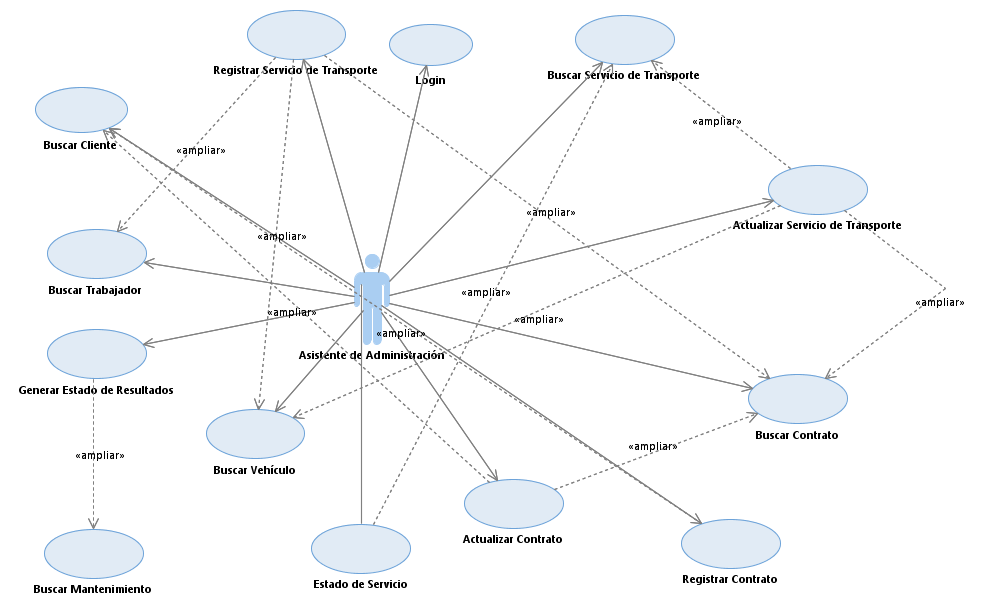 Registrar Servicio de Transporte
Login
Buscar Servicio de Transporte
«ampliar»
Buscar Cliente
«ampliar»
«ampliar»
Actualizar Servicio de Transporte
«ampliar»
Buscar Trabajador
«ampliar»
«ampliar»
«ampliar»
«ampliar»
«ampliar»
Asistente de Administración
Generar Estado de Resultados
Buscar Contrato
«ampliar»
«ampliar»
Buscar Vehículo
Actualizar Contrato
Buscar Mantenimiento
Estado de Servicio
Registrar Contrato